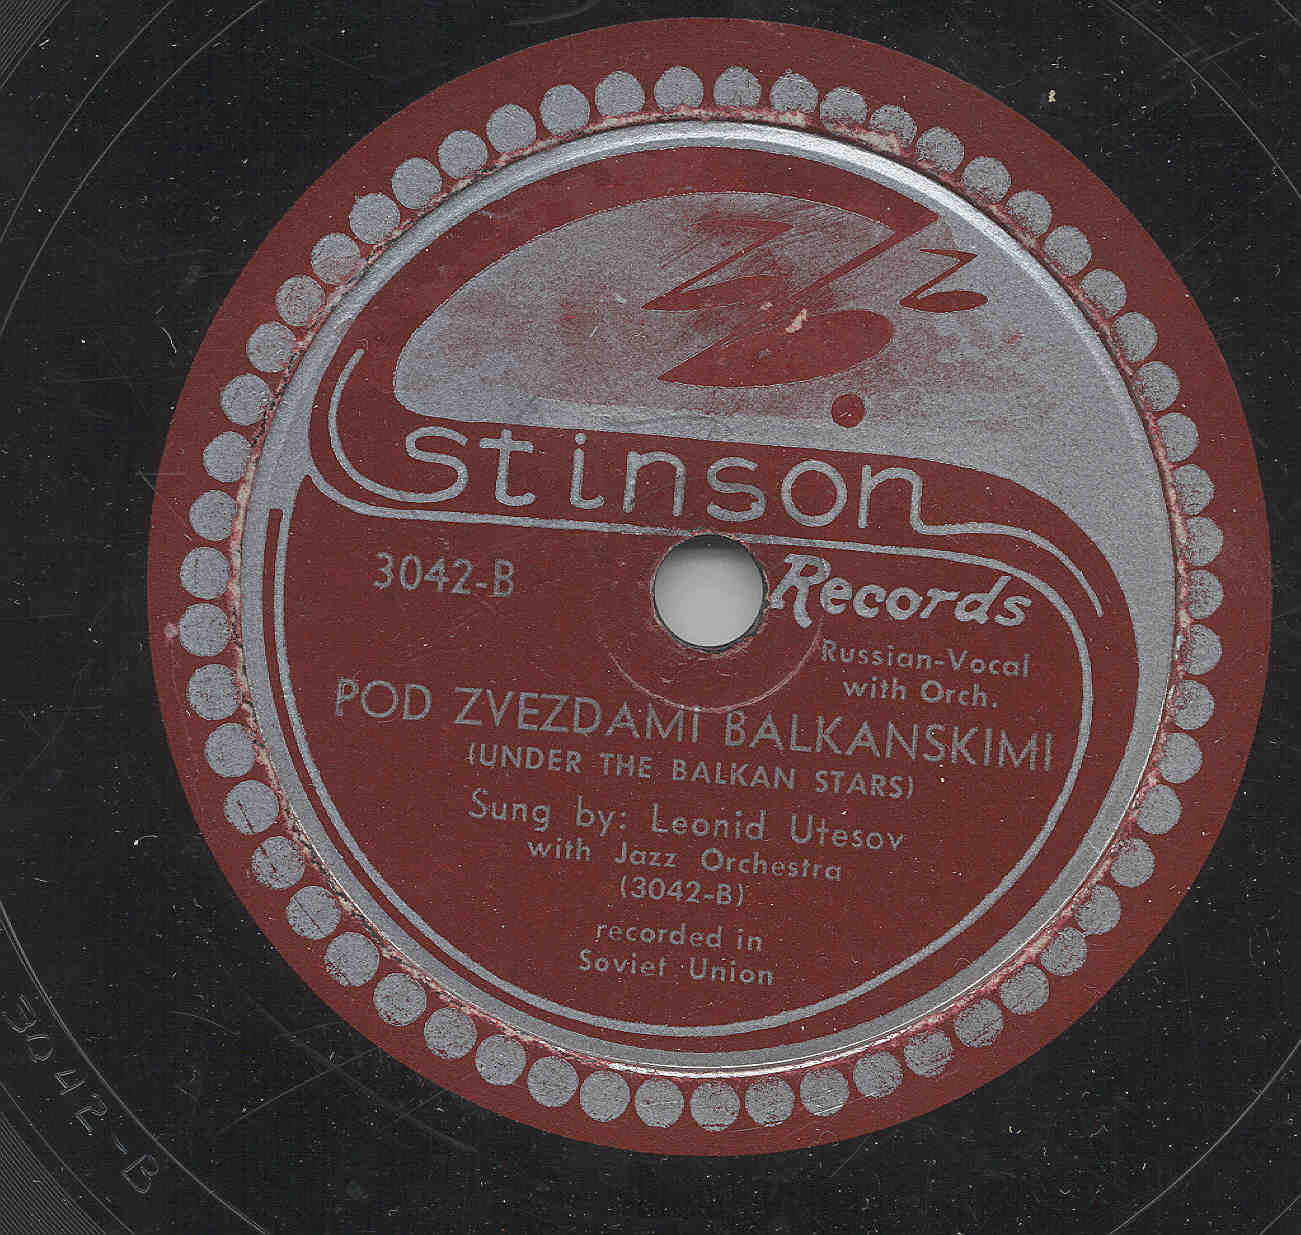 Stinson
Records
3042-B
Russian-Vocal
with Orch.
POD ZVEZDAMI BALKANSKIMI
(UNDER THE BALKAN STARS)
Sung by: Leonid Utesov
with Jazz Orchestra
(3042-B)
recorded in
Soviet Union
3042-B